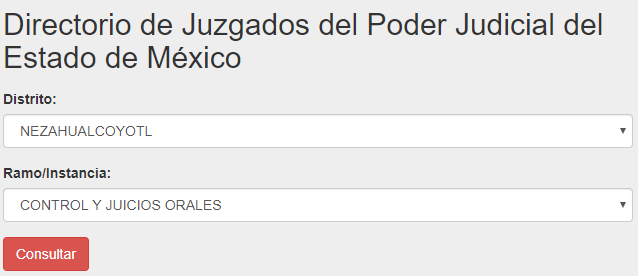 Directorio de Juzgados del Poder Judicial del
Estado de México
Distrito:
NEZAHUALCOYOTL
Ramo/Instancia:
CONTROL Y JUICIOS ORALES
Consultar